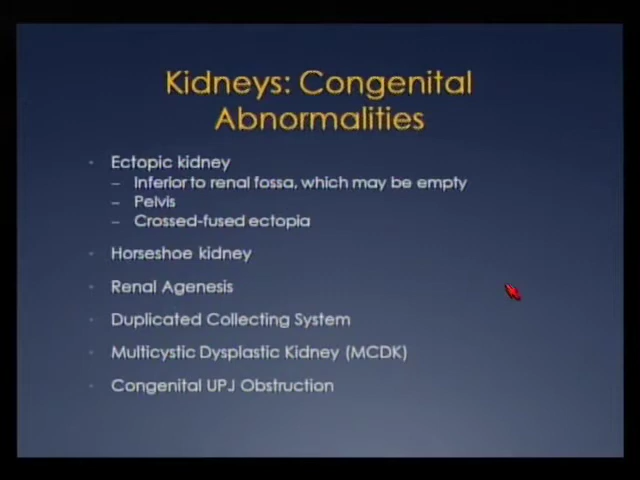 Kidneys: Congenital
Abnormalities
• Ectopic kidney
– Inferior to renal fossa, which may be empty
– Pelvis
– Crossed-fused ectopia
• Horseshoe kidney
• Renal Agenesis
• Duplicated Collecting System
• Multicystic Dysplastic Kidney (MCDK)
• Congenital UPJ Obstruction